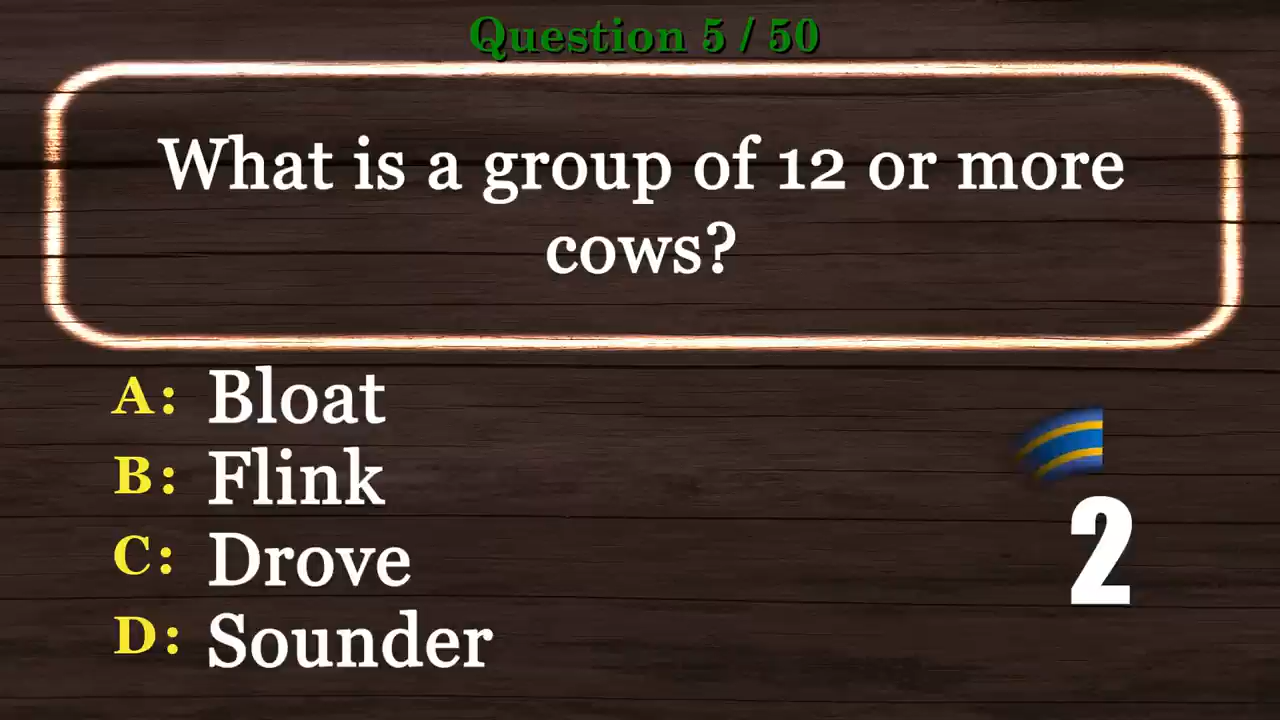 Question 5 / 50
What is a group of 12 or more
cows?
A: Bloat
B: Flink
C: Drove
D: Sounder
2